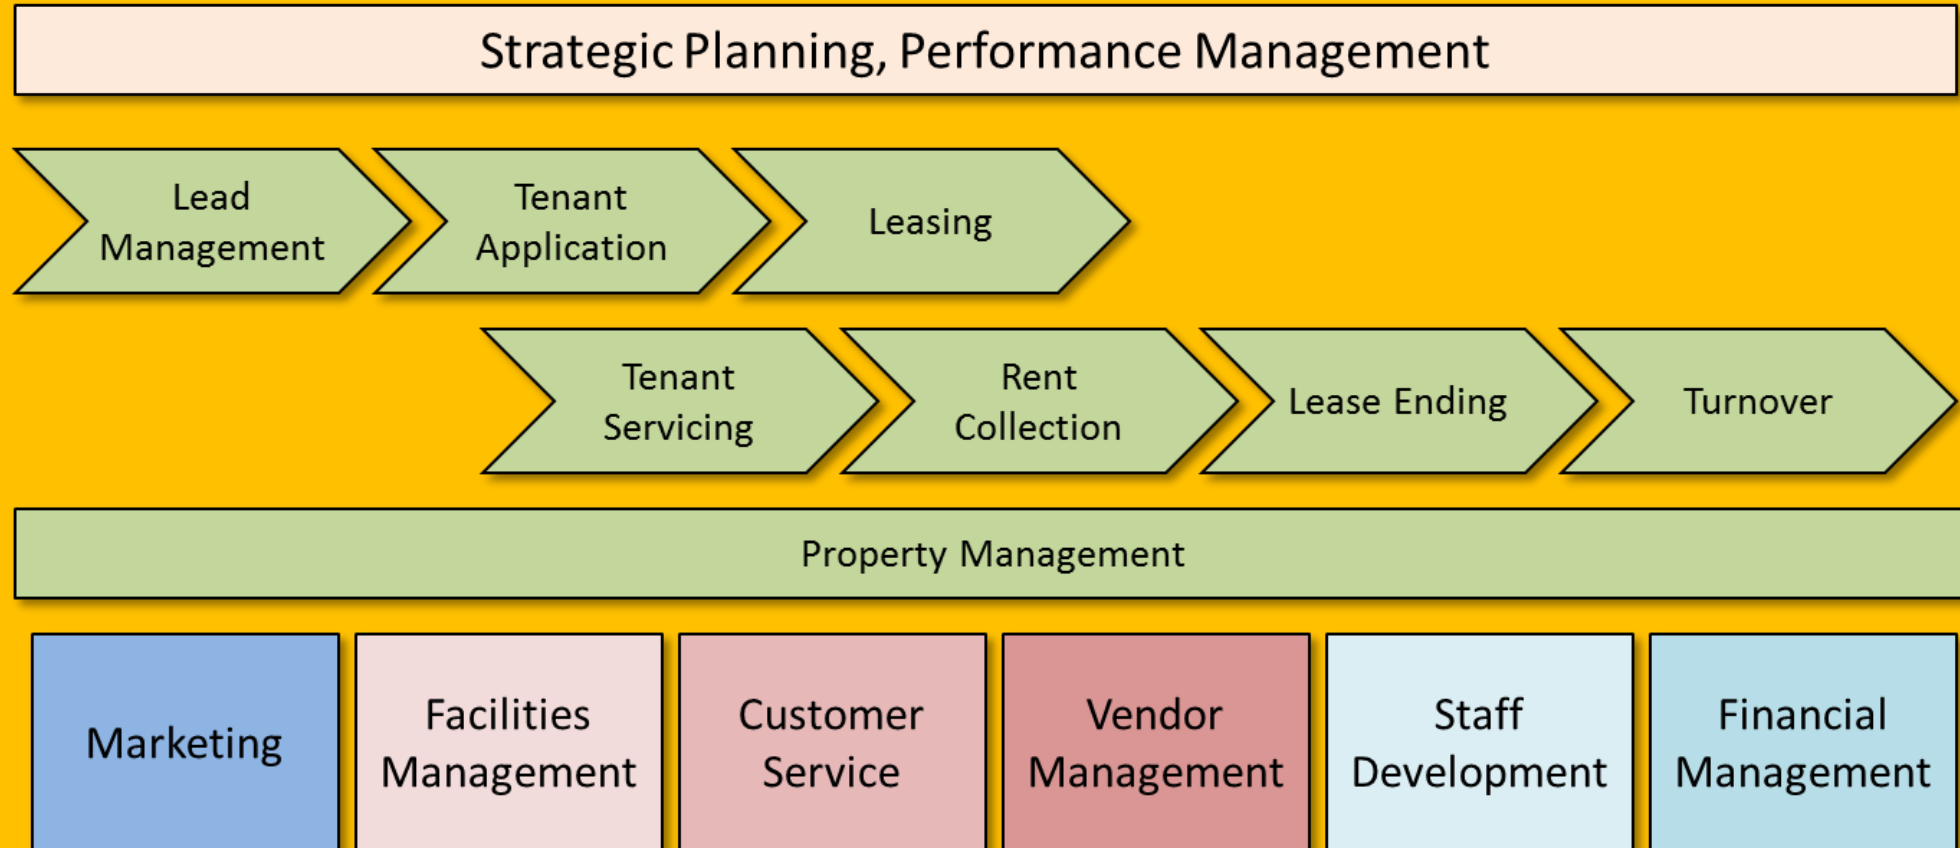 Strategic Planning, Performance Management
Lead
Management
Tenant
Application
Leasing
Tenant
Servicing
Rent
Collection
Lease Ending
Turnover
Property Management
Marketing
Facilities
Management
Customer
Service
Vendor
Management
Staff
Development
Financial
Management